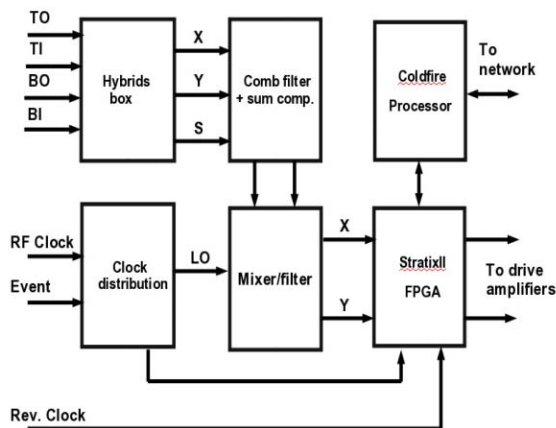 TO
TI
BO
BI
Hybrids
box
X
Y
S
Comb filter
+ sum comp.
Coldfire
Processor
To
network
RF Clock
Event
Clock
distribution
LO
Mixer/filter
X
Y
StratixII
FPGA
To drive
amplifiers
Rev. Clock